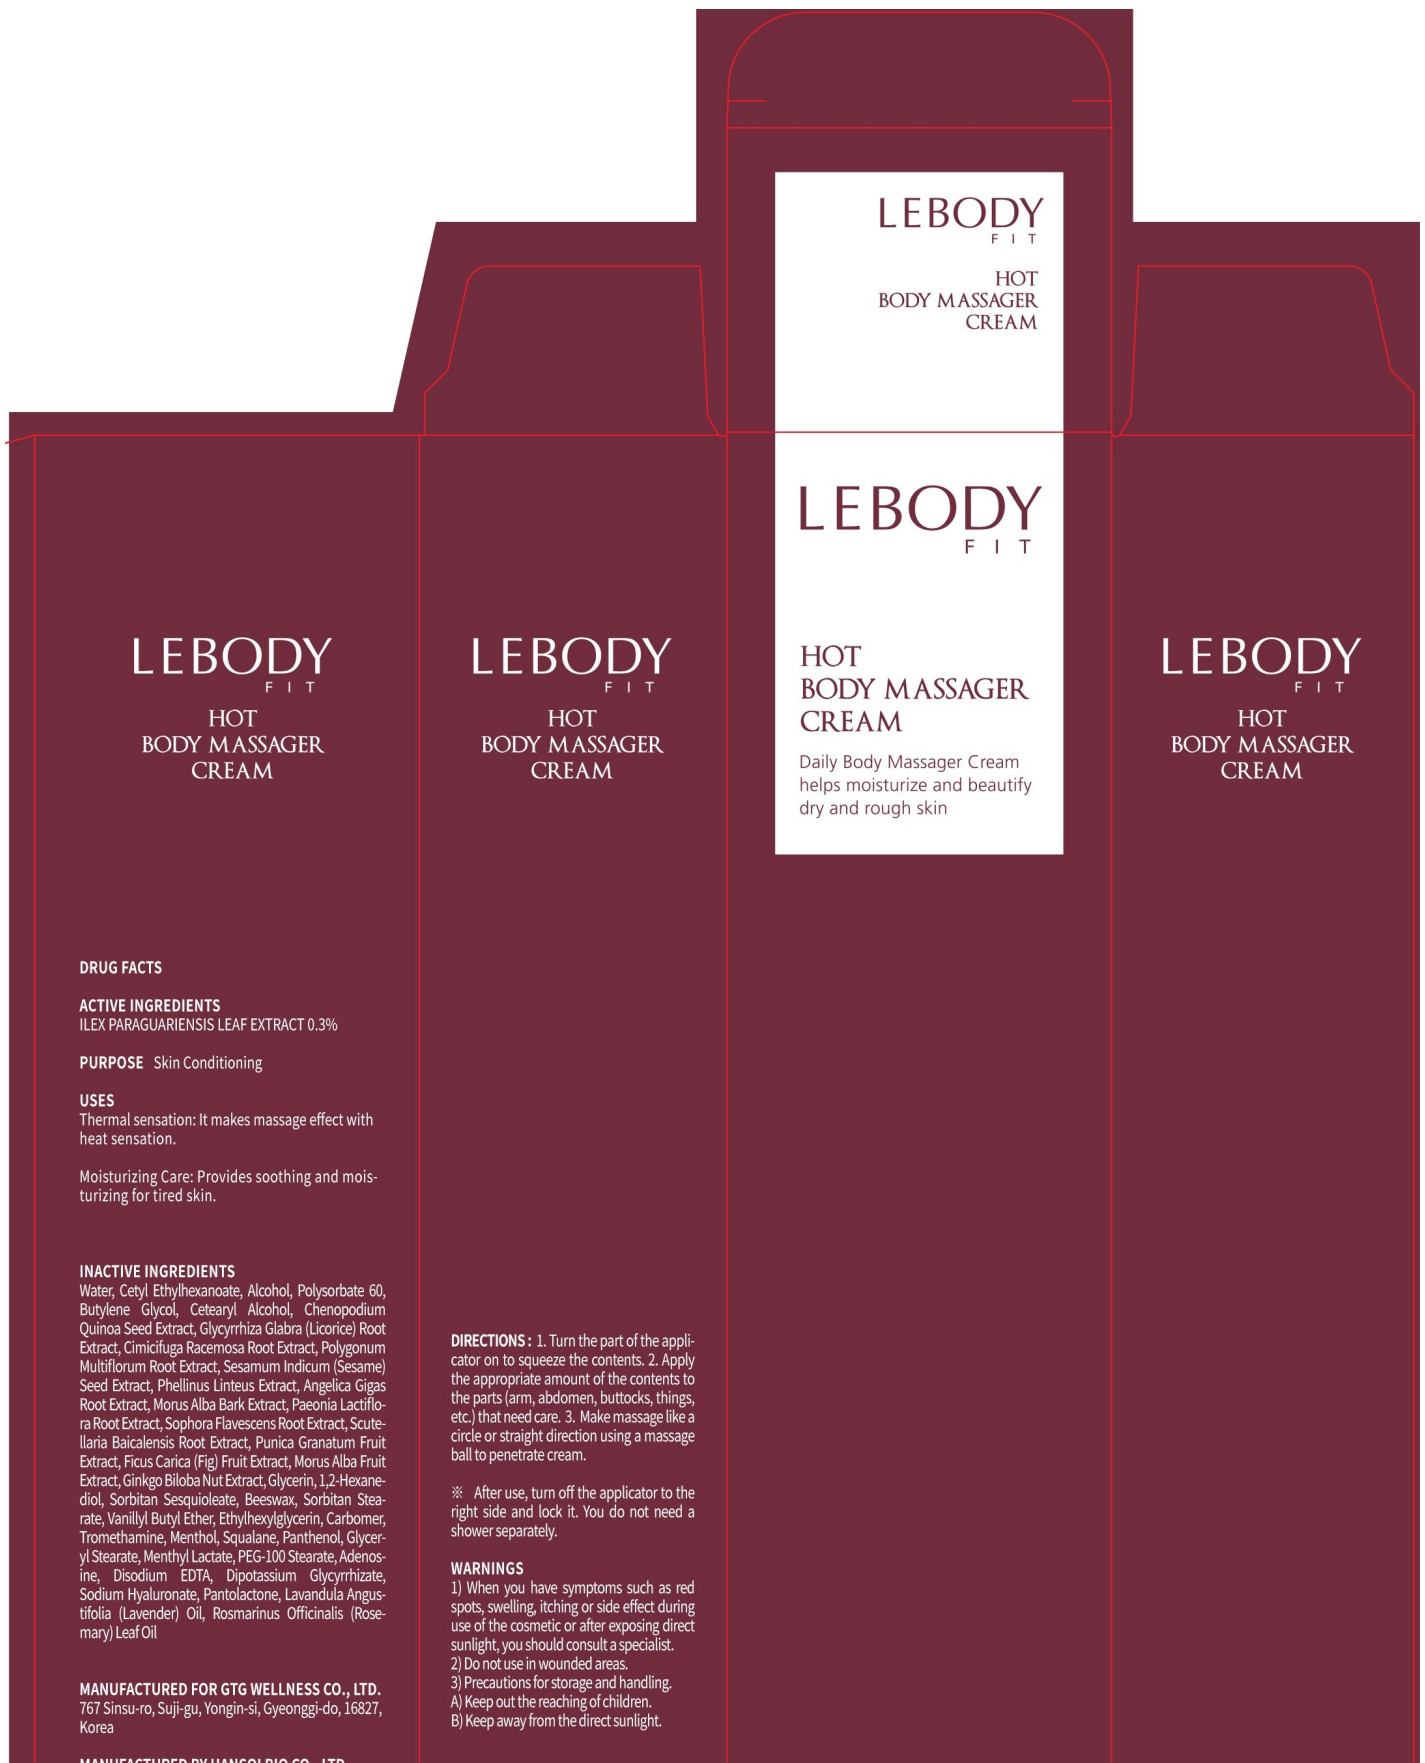 LEBODY
FIT
HOT
BODY MASSAGER
CREAM
LEBODY
FIT
HOT
BODY MASSAGER
CREAM
Daily Body Massager Cream
helps moisturize and beautify
dry and rough skin
LEBODY
FIT
HOT
BODY MASSAGER
CREAM
DRUG FACTS
ACTIVE INGREDIENTS
ILEX PARAGUARIENSIS LEAF EXTRACT 0.3%
PURPOSE Skin Conditioning
USES
Thermal sensation: It makes massage effect with
heat sensation.
Moisturizing Care: Provides soothing and mois-
turizing for tired skin.
INACTIVE INGREDIENTS
Water, Cetyl Ethylhexanoate, Alcohol, Polysorbate 60,
Butylene Glycol, Cetearyl Alcohol, Chenopodium
Quinoa Seed Extract, Glycyrrhiza Glabra (Licorice) Root
Extract, Cimicifuga Racemosa Root Extract, Polygonum
Multiflorum Root Extract, Sesamum Indicum (Sesame)
Seed Extract, Phellinus Linteus Extract, Angelica Gigas
Root Extract, Morus Alba Bark Extract, Paeonia Lactiflo-
ra Root Extract, Sophora Flavescens Root Extract, Scute-
llaria Baicalensis Root Extract, Punica Granatum Fruit
Extract, Ficus Carica (Fig) Fruit Extract, Morus Alba Fruit
Extract, Ginkgo Biloba Nut Extract, Glycerin, 1,2-Hexane-
diol, Sorbitan Sesquioleate, Beeswax, Sorbitan Stea-
rate, Vanillyl Butyl Ether, Ethylhexylglycerin, Carbomer,
Tromethamine, Menthol, Squalane, Panthenol, Glycer-
yl Stearate, Menthyl Lactate, PEG-100 Stearate, Adenos-
ine, Disodium EDTA, Dipotassium Glycyrrhizate,
Sodium Hyaluronate, Pantolactone, Lavandula Angus-
tifolia (Lavender) Oil, Rosmarinus Officinalis (Rose-
mary) Leaf Oil
MANUFACTURED FOR GTG WELLNESS CO., LTD.
767 Sinsu-ro, Suji-gu, Yongin-si, Gyeonggi-do, 16827,
Korea
MANUFACTURED BY HANSOLBIO CO., LTD.
LEBODY
FIT
HOT
BODY MASSAGER
CREAM
DIRECTIONS : 1. Turn the part of the appli-
cator on to squeeze the contents. 2. Apply
the appropriate amount of the contents to
the parts (arm, abdomen, buttocks, things,
etc.) that need care. 3. Make massage like a
circle or straight direction using a massage
ball to penetrate cream.
※ After use, turn off the applicator to the
right side and lock it. You do not need a
shower separately.
WARNINGS
1) When you have symptoms such as red
spots, swelling, itching or side effect during
use of the cosmetic or after exposing direct
sunlight, you should consult a specialist.
2) Do not use in wounded areas.
3) Precautions for storage and handling.
A) Keep out the reaching of children.
B) Keep away from the direct sunlight.
LEBODY
FIT
HOT
BODY MASSAGER
CREAM